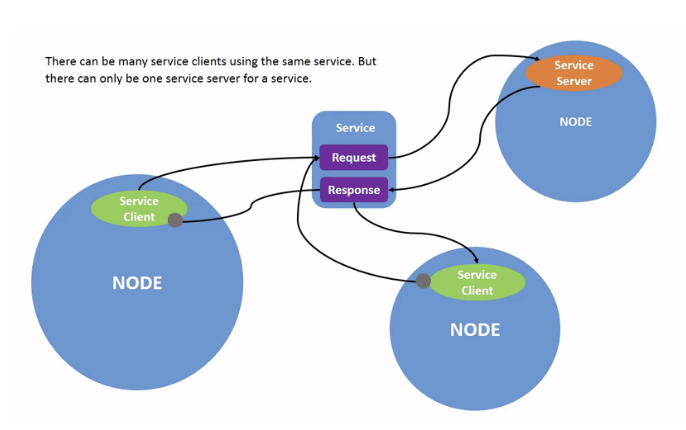 There can be many service clients using the same service. But
there can only be one service server for a service.
Service
Server
NODE
Service
Request
Response
Service
Client
NODE
Service
Client
NODE